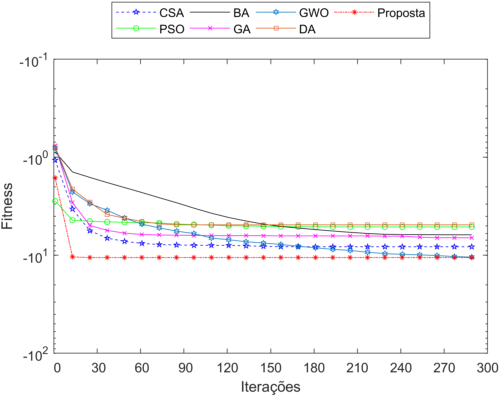 CSA BA GWO Proposta
PSO GA DA
-10^-1
-10^0
-10^1
-10^2
Fitness
0 30 60 90 120 150 180 210 240 270 300
Iterações